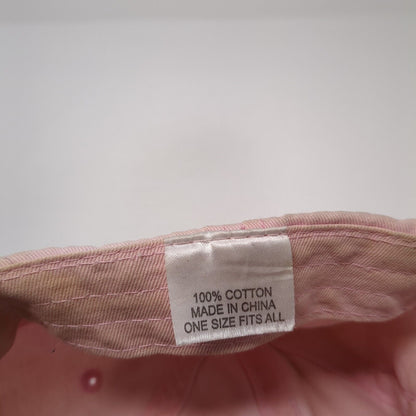 100% COTTON
MADE IN CHINA
ONE SIZE FITS ALL